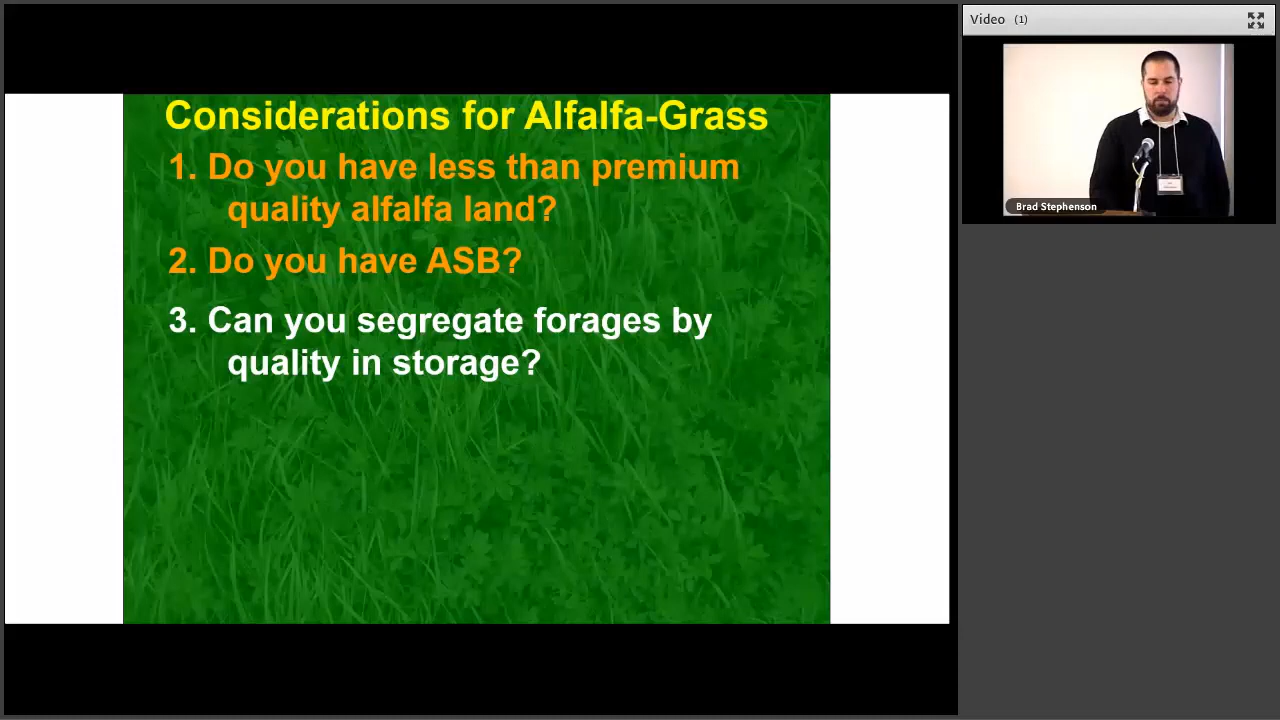 Considerations for Alfalfa-Grass
1. Do you have less than premium
quality alfalfa land?
2. Do you have ASB?
3. Can you segregate forages by
quality in storage?
Video (1)
Brad Stephenson